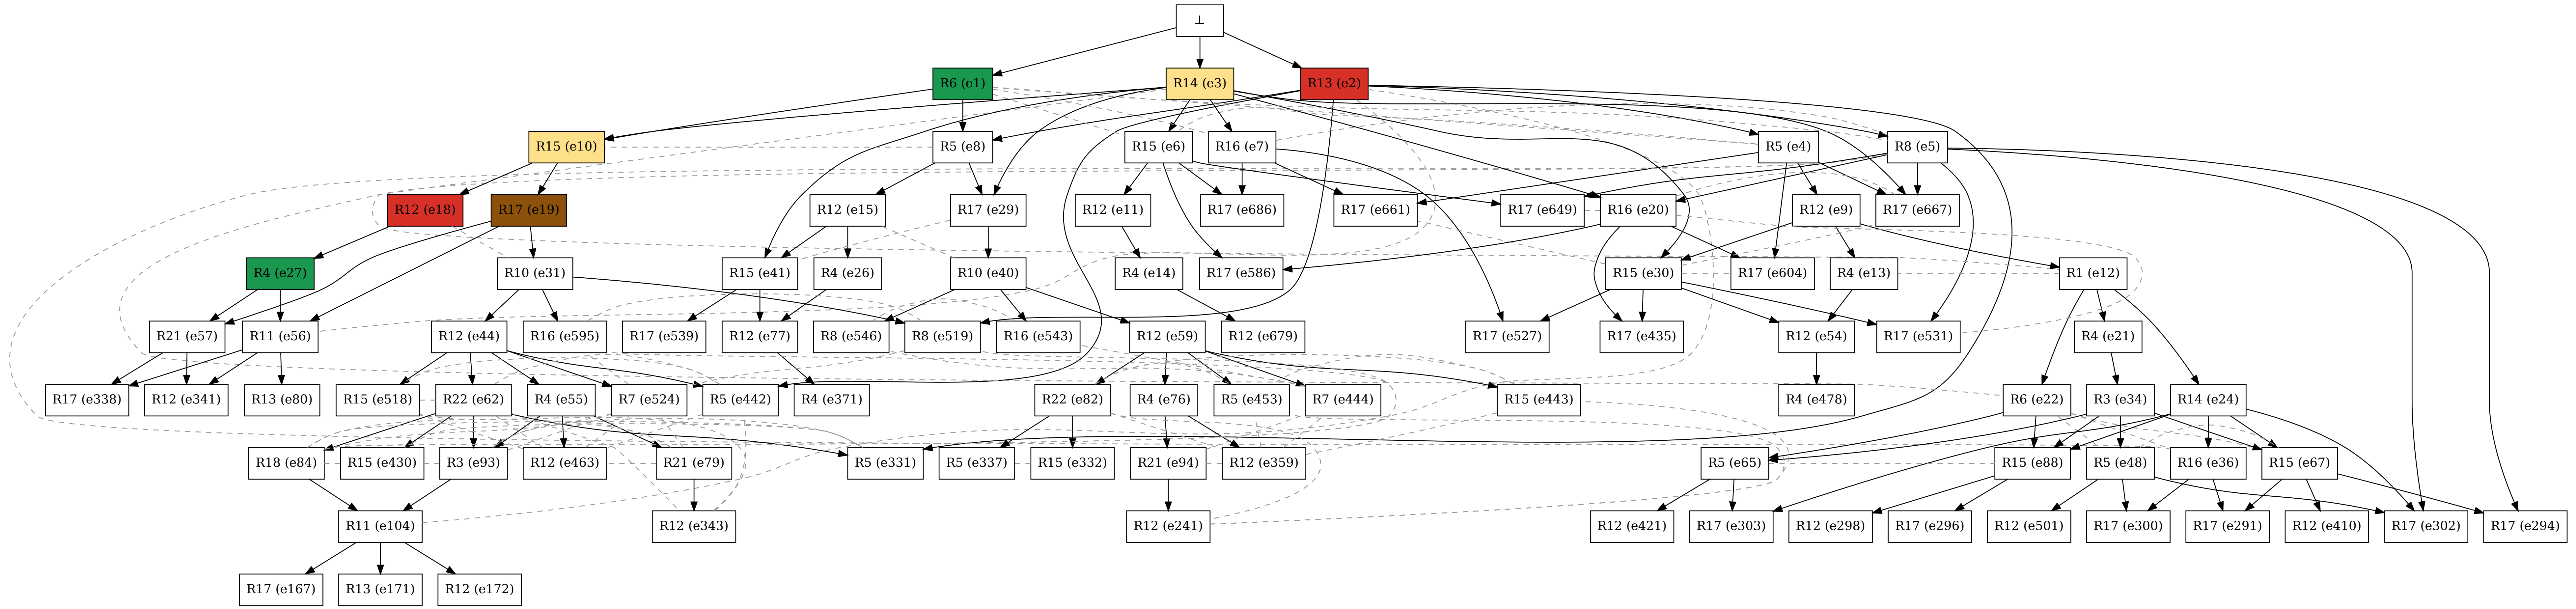 ⊥
R6 (e1) R14 (e3) R13 (e2)
R15 (e10) R5 (e8) R15 (e6) R16 (e7) R5 (e4) R8 (e5)
R12 (e18) R17 (e19) R12 (e15) R17 (e29) R12 (e11) R17 (e686) R17 (e661) R17 (e649) R16 (e20) R12 (e9) R17 (e667)
R4 (e27) R10 (e31) R15 (e41) R4 (e26) R10 (e40) R4 (e14) R17 (e586) R15 (e30) R17 (e604) R4 (e13) R1 (e12)
R21 (e57) R11 (e56) R12 (e44) R16 (e595) R17 (e539) R12 (e77) R8 (e546) R8 (e519) R16 (e543) R12 (e59) R12 (e679) R17 (e527) R17 (e435) R12 (e54) R17 (e531) R4 (e21)
R17 (e338) R12 (e341) R13 (e80) R15 (e518) R22 (e62) R4 (e55) R7 (e524) R5 (e442) R4 (e371) R22 (e82) R4 (e76) R5 (e453) R7 (e444) R15 (e443) R4 (e478) R6 (e22) R3 (e34) R14 (e24)
R18 (e84) R15 (e430) R3 (e93) R12 (e463) R21 (e79) R5 (e331) R5 (e337) R15 (e332) R21 (e94) R12 (e359) R5 (e65) R15 (e88) R5 (e48) R16 (e36) R15 (e67)
R11 (e104) R12 (e343) R12 (e241) R12 (e421) R17 (e303) R12 (e298) R17 (e296) R12 (e501) R17 (e300) R17 (e291) R12 (e410) R17 (e302) R17 (e294)
R17 (e167) R13 (e171) R12 (e172)